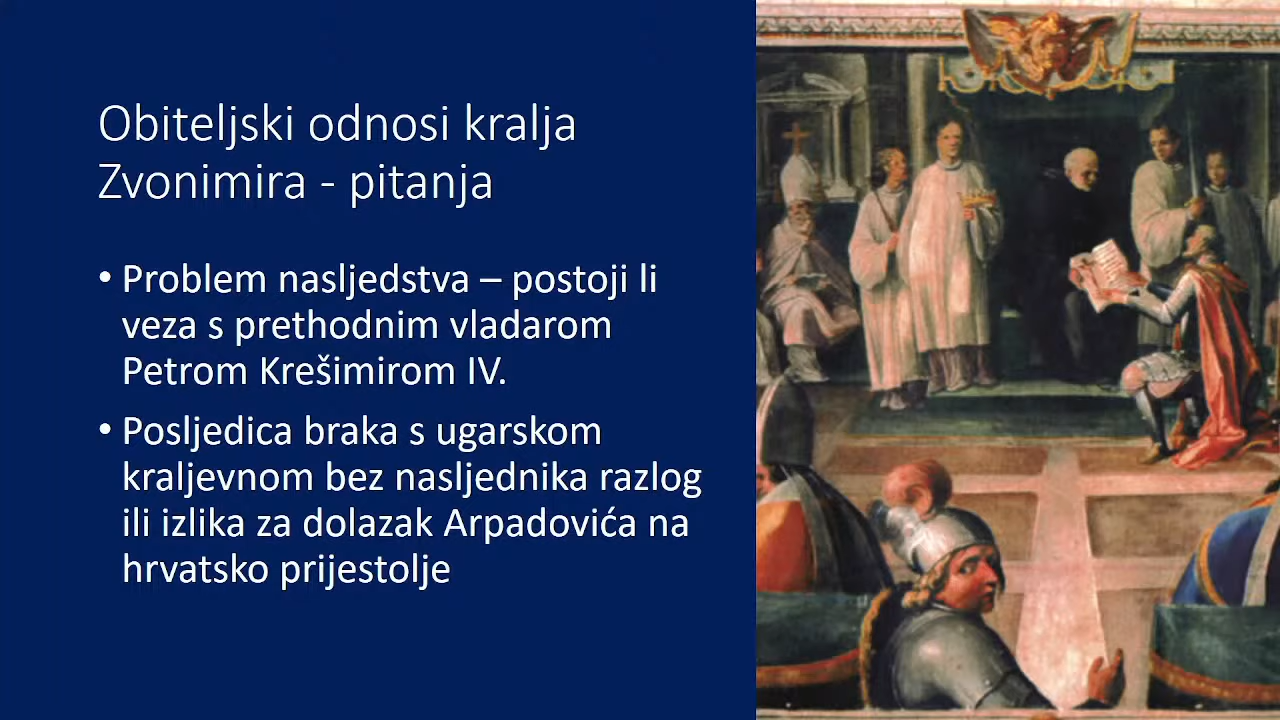 Obiteljski odnosi kralja
Zvonimira - pitanja
• Problem nasljedstva – postoji li
veza s prethodnim vladarom
Petrom Krešimirom IV.
• Posljedica braka s ugarskom
kraljevnom bez nasljednika razlog
ili izlika za dolazak Arpadovića na
hrvatsko prijestolje